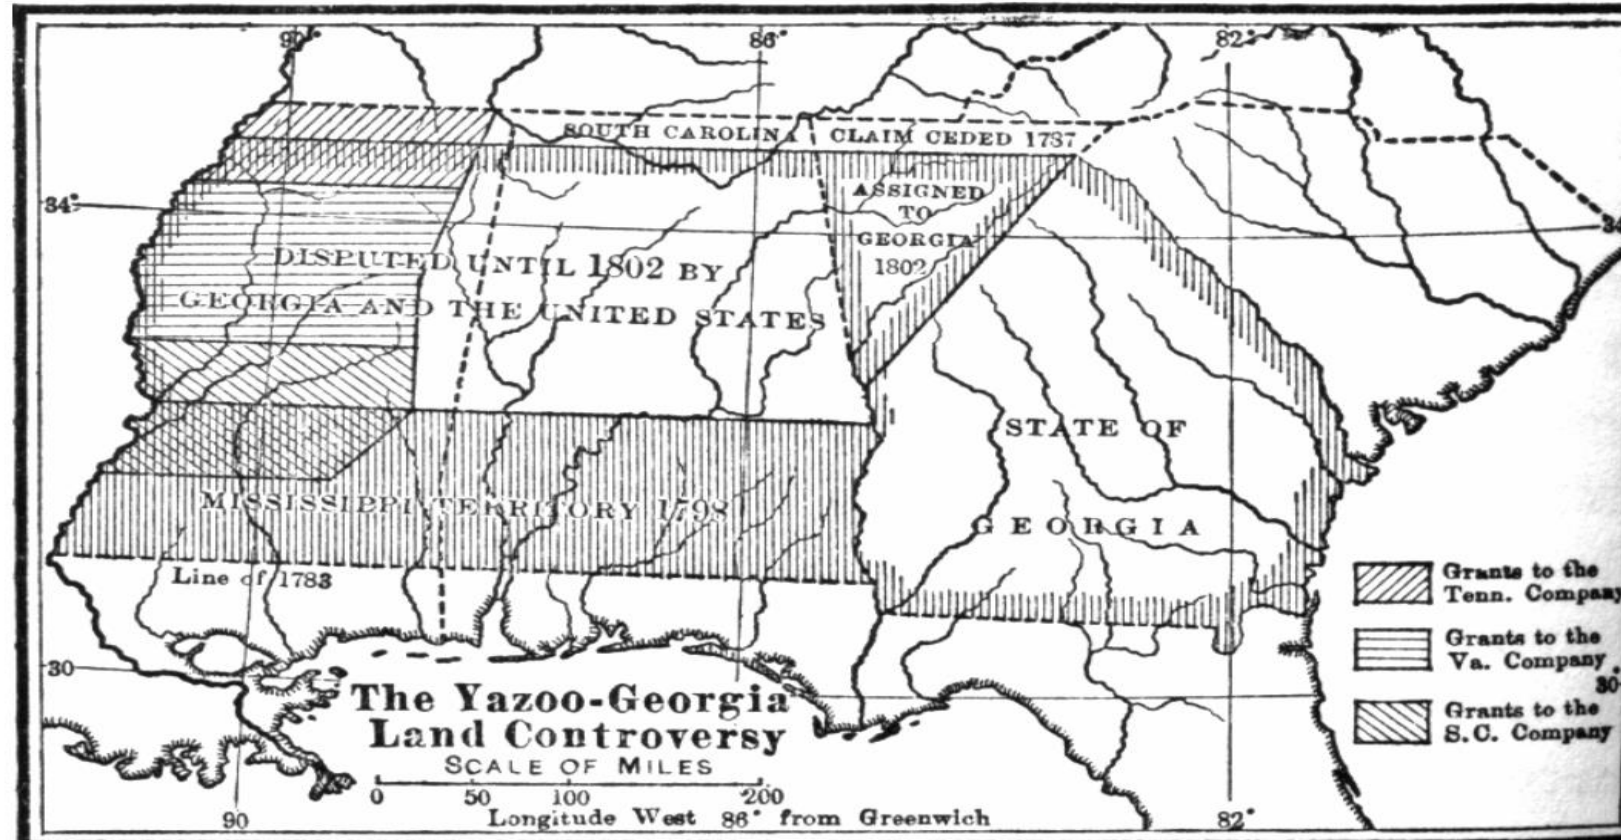 90° 86° 82°
SOUTH CAROLINA CLAIM CEDED 1787
ASSIGNED
TO
GEORGIA
1802
34° 34
DISPUTED UNTIL 1802 BY
GEORGIA AND THE UNITED STATES
STATE OF
GEORGIA
MISSISSIPPI TERRITORY 1798
Line of 1783
Grants to the
Tenn. Company
Grants to the
Va. Company
Grants to the
S.C. Company
30 30
The Yazoo-Georgia
Land Controversy
SCALE OF MILES
0 50 100 200
90 Longitude West 86° from Greenwich 82°